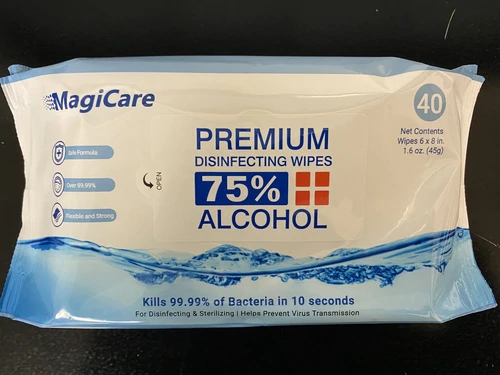 MagiCare
40
Net Contents
Wipes 6 x 8 in.
1.6 oz. (45g)
Safe Formula
Over 99.99%
Flexible and Strong
OPEN
PREMIUM
DISINFECTING WIPES
75%
ALCOHOL
Kills 99.99% of Bacteria in 10 seconds
For Disinfecting & Sterilizing | Helps Prevent Virus Transmission